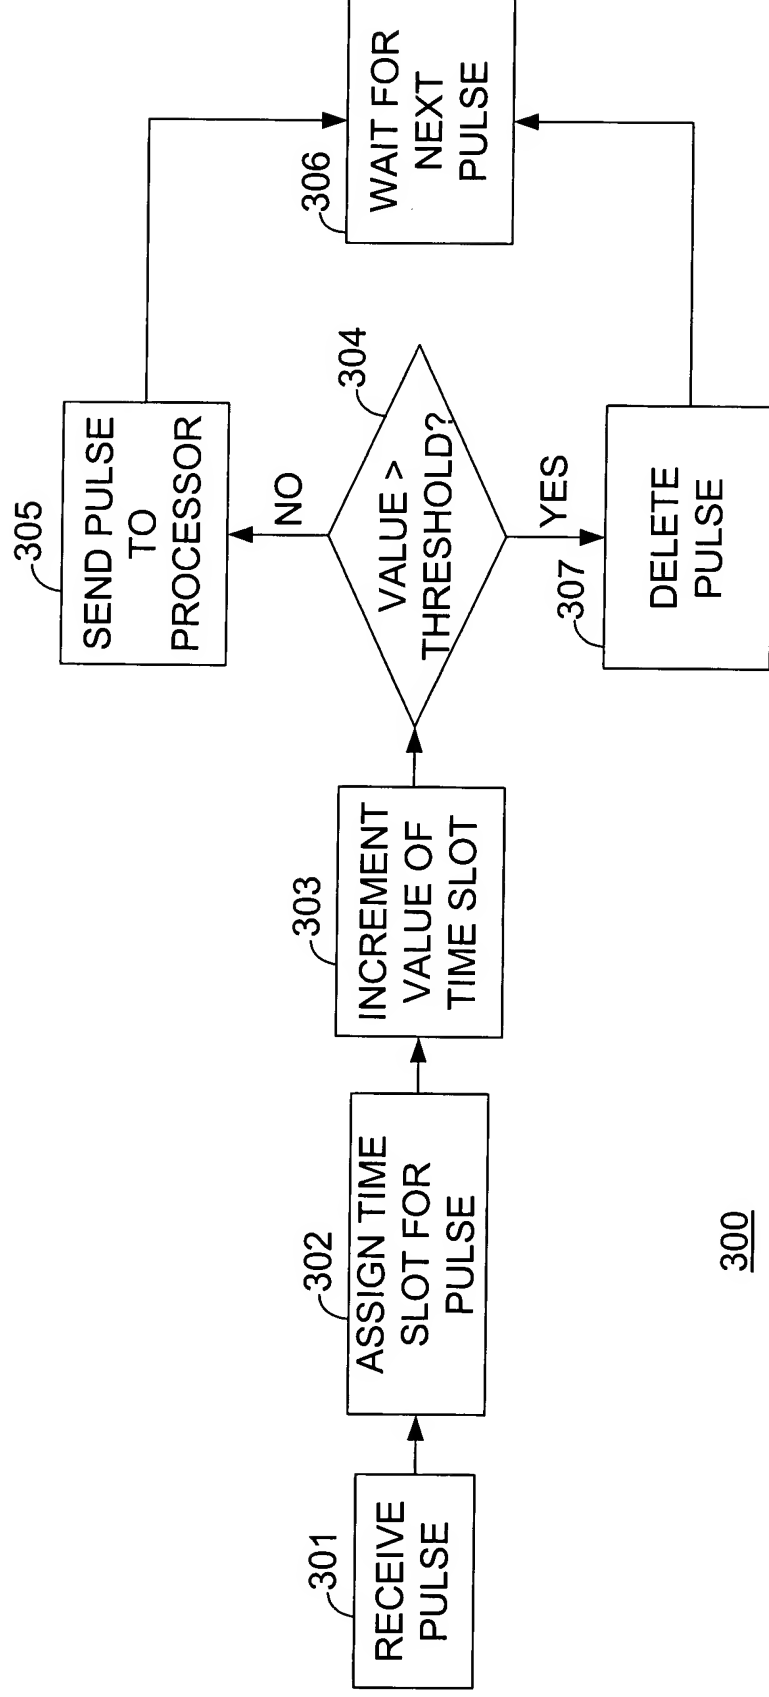 301
RECEIVE
PULSE
302
ASSIGN TIME
SLOT FOR
PULSE
303
INCREMENT
VALUE OF
TIME SLOT
304
VALUE >
THRESHOLD?
NO
305
SEND PULSE
TO
PROCESSOR
YES
307
DELETE
PULSE
306
WAIT FOR
NEXT
PULSE
300